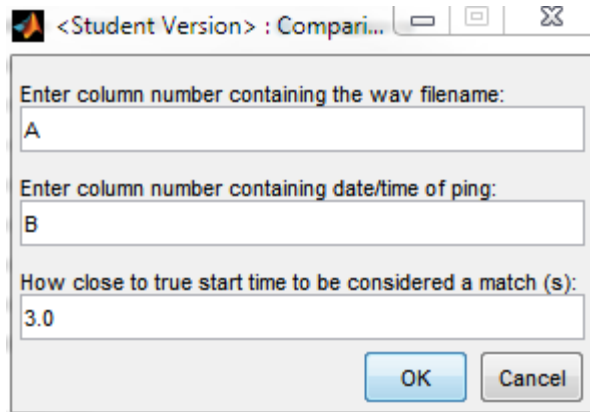 <Student Version> : Compari...
Enter column number containing the wav filename:
A
Enter column number containing date/time of ping:
B
How close to true start time to be considered a match (s):
3.0
OK Cancel